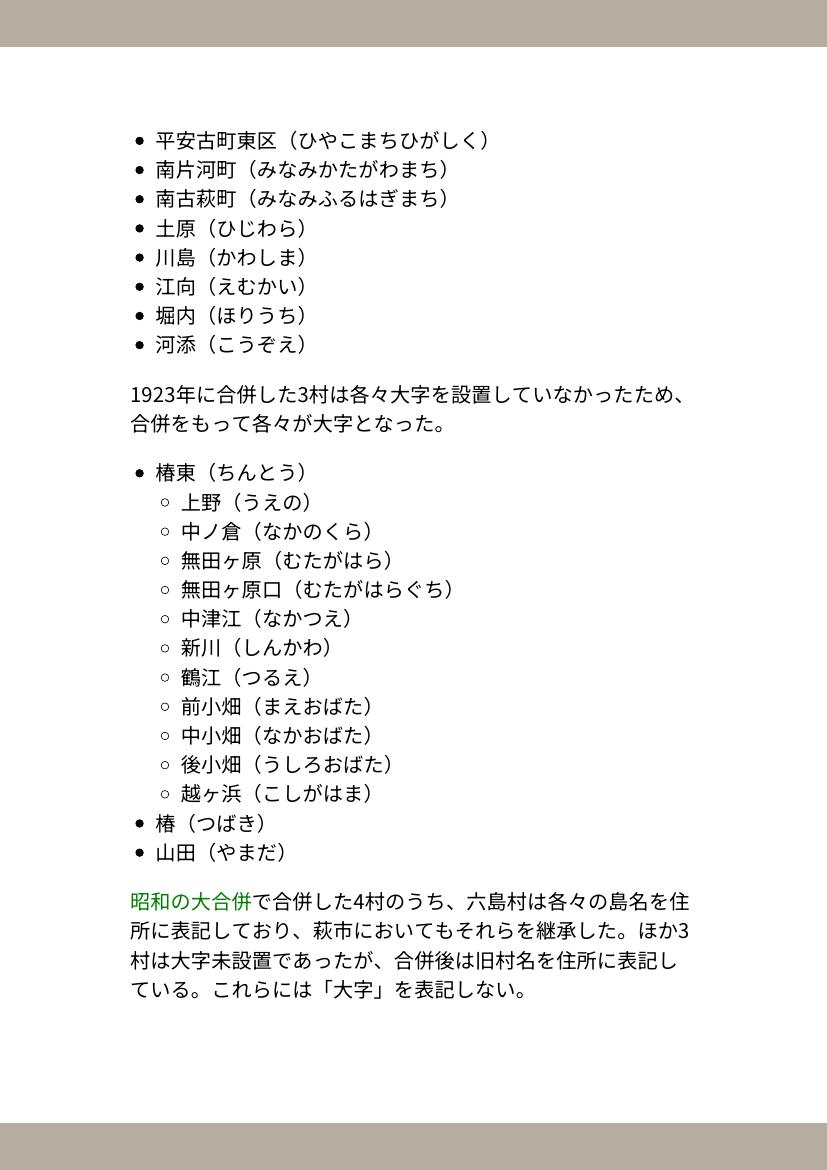 • 平安古町東区（ひやこまちひがしく）
• 南片河町（みなみかたがわまち）
• 南古萩町（みなみふるはぎまち）
• 土原（ひじわら）
• 川島（かわしま）
• 江向（えむかい）
• 堀内（ほりうち）
• 河添（こうぞえ）
1923年に合併した3村は各々大字を設置していなかったため、
合併をもって各々が大字となった。
• 椿東（ちんとう）
◦ 上野（うえの）
◦ 中ノ倉（なかのくら）
◦ 無田ヶ原（むたがはら）
◦ 無田ヶ原口（むたがはらぐち）
◦ 中津江（なかつえ）
◦ 新川（しんかわ）
◦ 鶴江（つるえ）
◦ 前小畑（まえおばた）
◦ 中小畑（なかおばた）
◦ 後小畑（うしろおばた）
◦ 越ヶ浜（こしがはま）
• 椿（つばき）
• 山田（やまだ）
昭和の大合併で合併した4村のうち、六島村は各々の島名を住
所に表記しており、萩市においてもそれらを継承した。ほか3
村は大字未設置であったが、合併後は旧村名を住所に表記し
ている。これらには「大字」を表記しない。